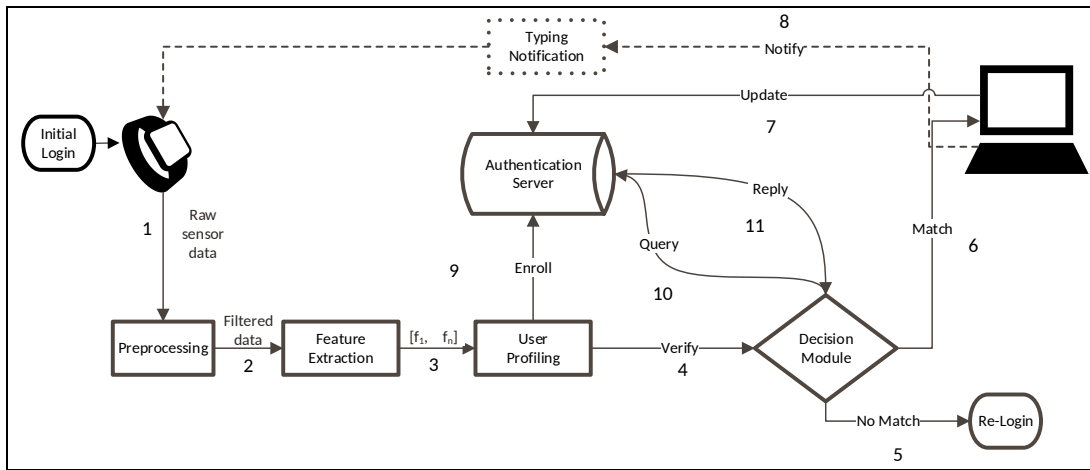 8
Typing
Notification
Notify
Update
7
Initial
Login
Authentication
Server
Reply
11
Query
10
Match
6
1
Raw
sensor
data
9
Enroll
Preprocessing
Filtered
data
2
Feature
Extraction
[f₁, fₙ]
3
User
Profiling
Verify
4
Decision
Module
No Match
5
Re-Login